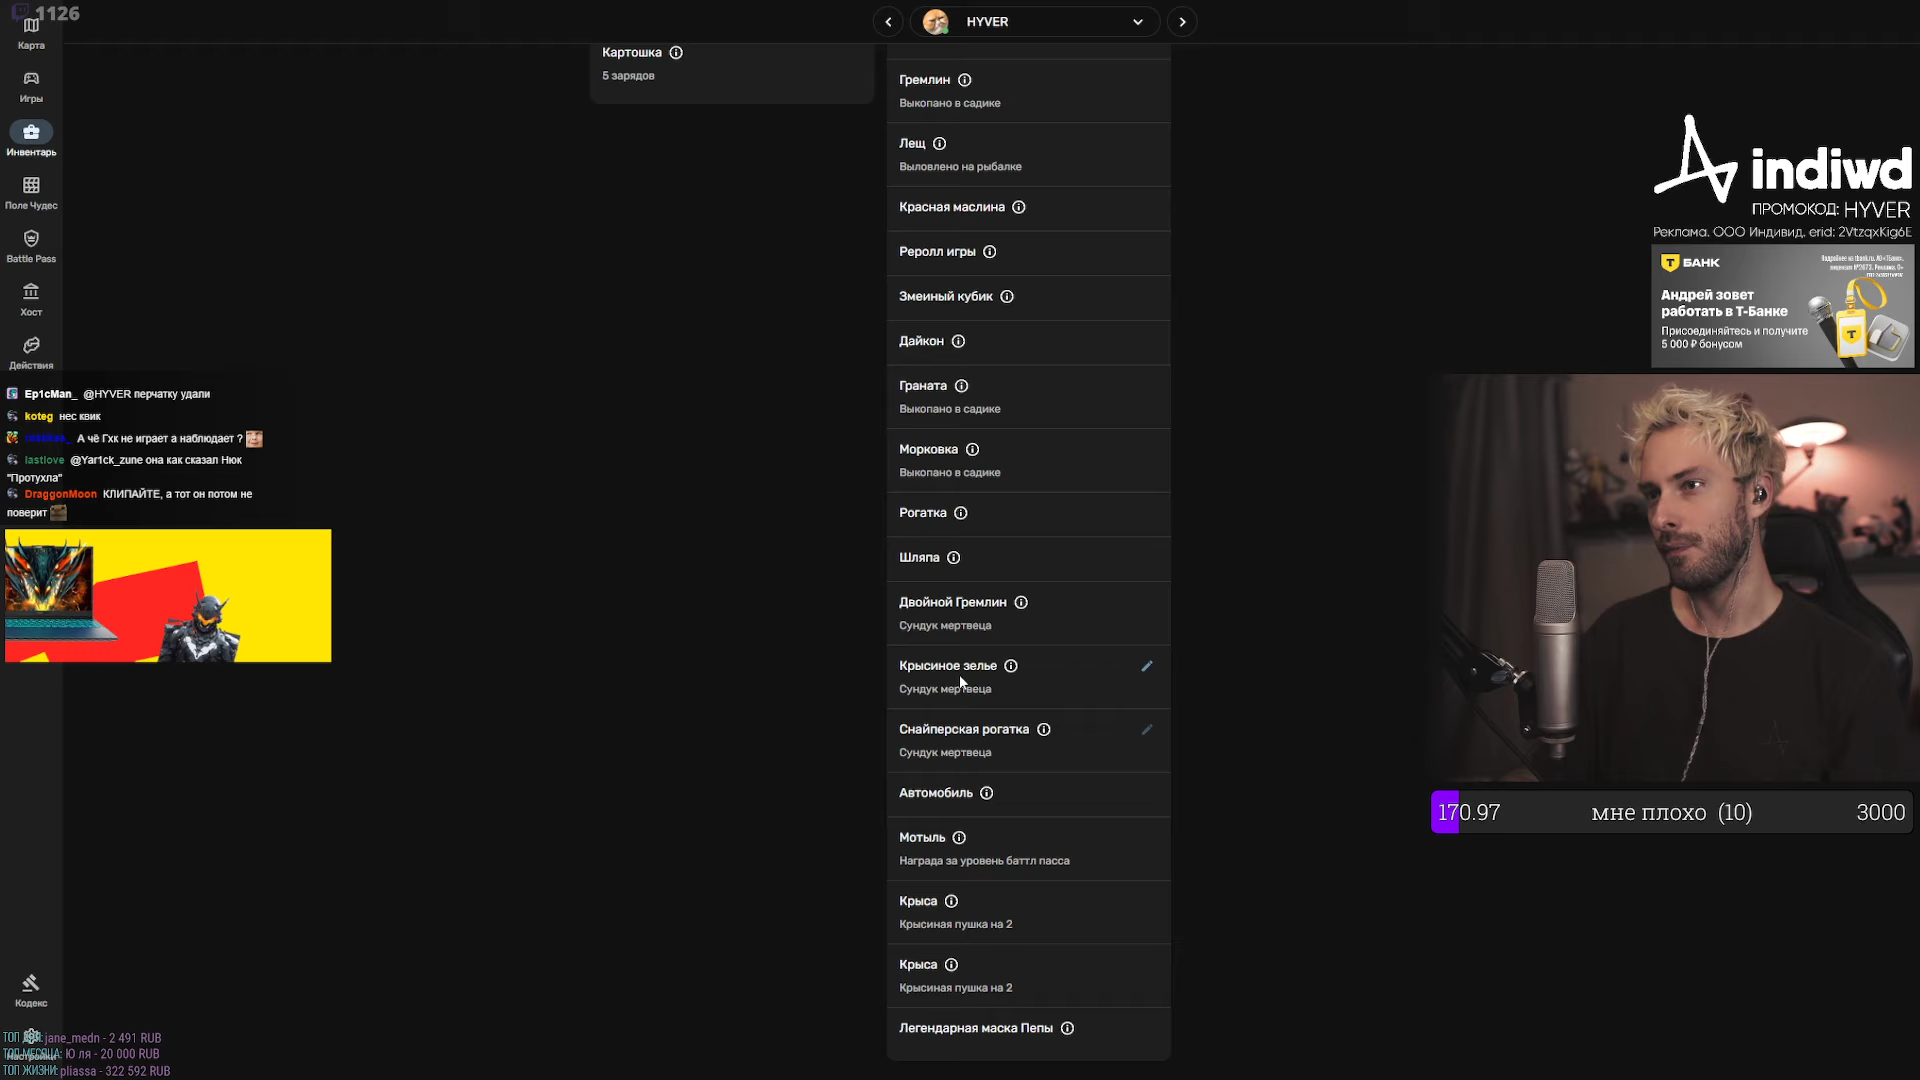 1126
Карта
Игры
Инвентарь
Поле Чудес
Battle Pass
Хост
Действия
HYVER
Картошка
5 зарядов
Гремлин
Выкопано в садике
Лещ
Выловлено на рыбалке
Красная маслина
Реролл игры
Змеиный кубик
Дайкон
Граната
Выкопано в садике
Морковка
Выкопано в садике
Рогатка
Шляпа
Двойной Гремлин
Сундук мертвеца
Крысиное зелье
Сундук мертвеца
Снайперская рогатка
Сундук мертвеца
Автомобиль
Мотыль
Награда за уровень баттл пасса
Крыса
Крысиная пушка на 2
Крыса
Крысиная пушка на 2
Легендарная маска Пепы
Ep1cMan_ @HYVER перчатку удали
koteg нес квик
А чё Гхк не играет а наблюдает ?
lastlove @Yar1ck_zune она как сказал Нюк
"Протухла"
DraggonMoon КЛИПАЙТЕ, а тот он потом не
поверит
Кодекс
Настройки
ТОП ДНЯ: jane_medn - 2 491 RUB
ТОП МЕСЯЦА: Ю ля - 20 000 RUB
ТОП ЖИЗНИ: pliassa - 322 592 RUB
indiwd
ПРОМОКОД: HYVER
Реклама. ООО Индивид. erid: 2VtzqxKig6E
Т БАНК
Андрей зовет
работать в Т-Банке
Присоединяйтесь и получите
5 000 ₽ бонусом
170.97 мне плохо (10) 3000